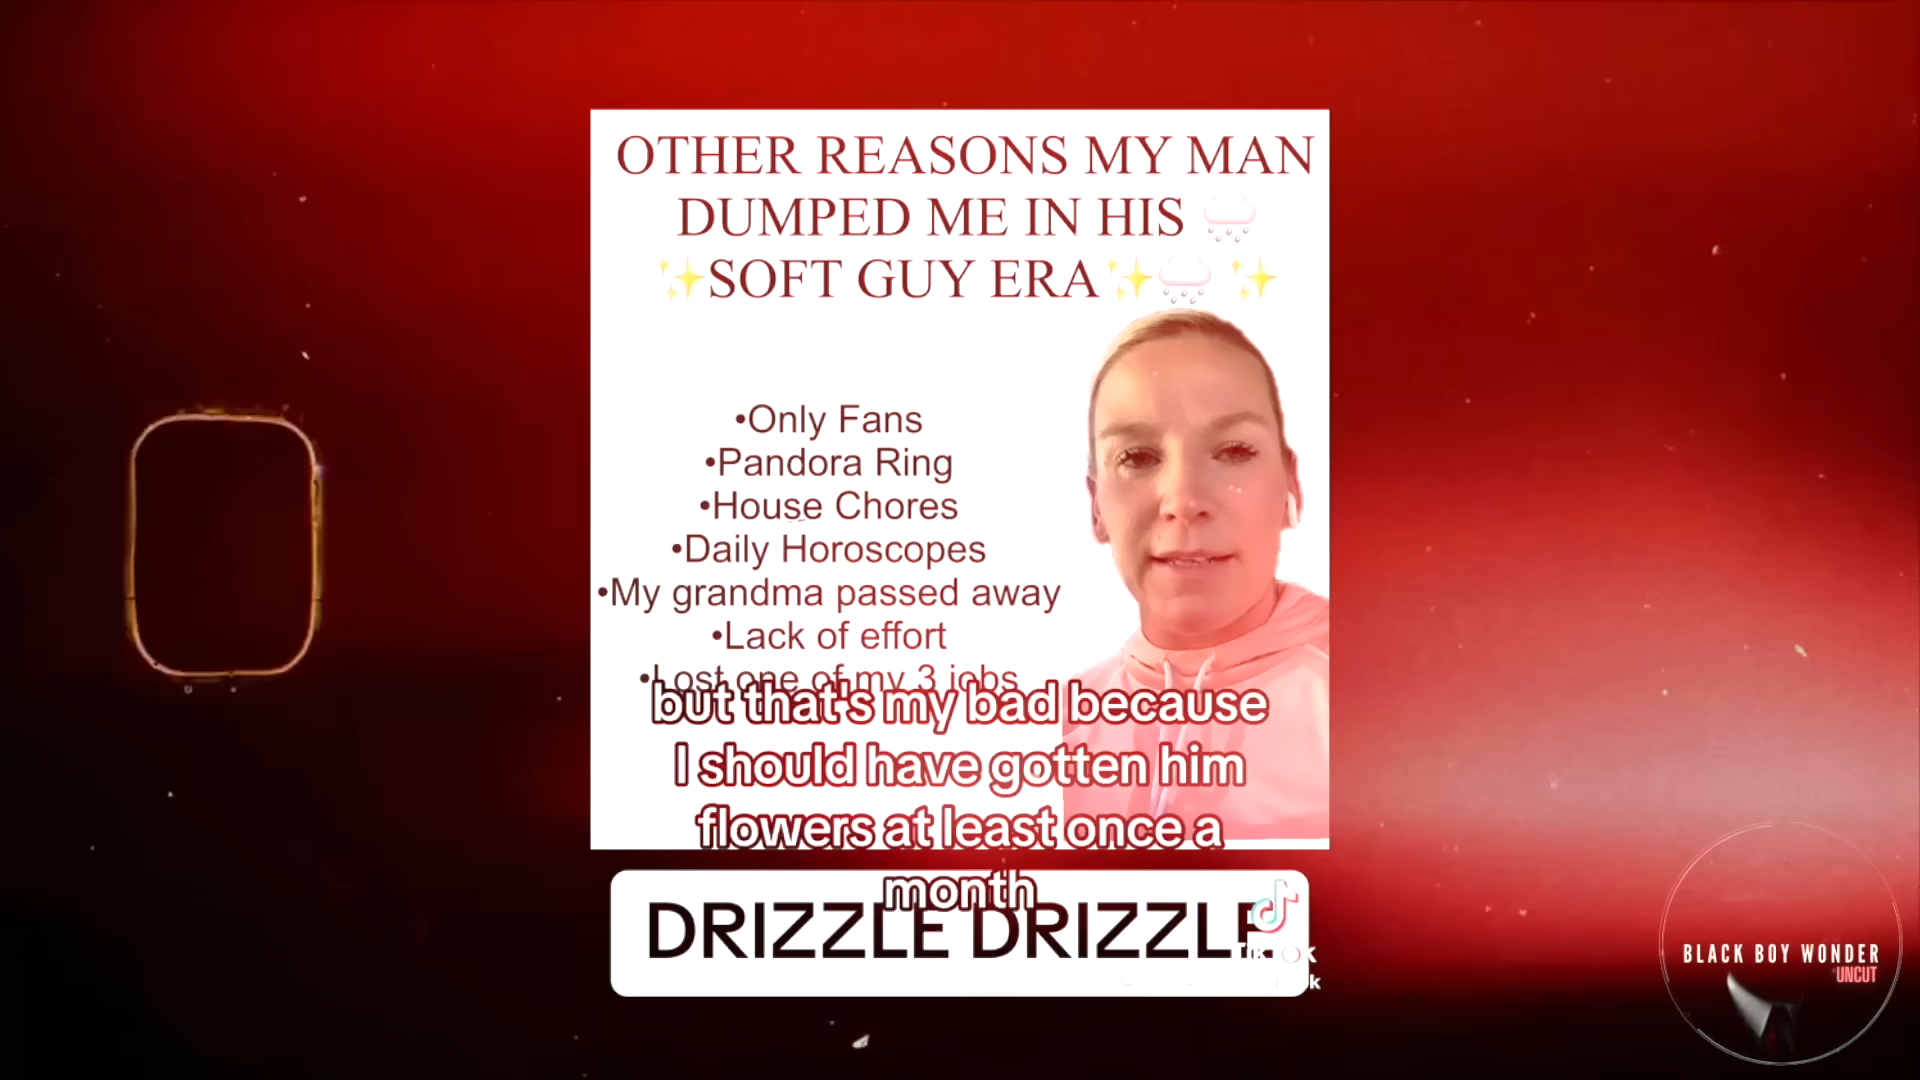 OTHER REASONS MY MAN
DUMPED ME IN HIS 🌧
✨SOFT GUY ERA✨🌧 ✨
•Only Fans
•Pandora Ring
•House Chores
•Daily Horoscopes
•My grandma passed away
•Lack of effort
•Lost one of my 3 jobs
but that's my bad because
I should have gotten him
flowers at least once a
month
DRIZZLE DRIZZLE
TikTok
BLACK BOY WONDER
UNCUT